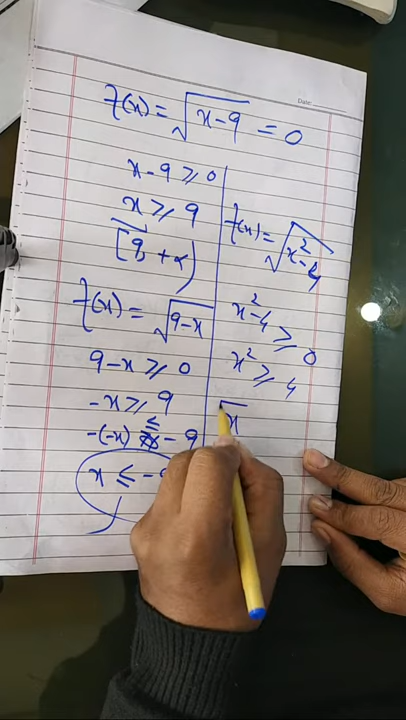 Date:
f(x) = √x-9 = 0
x-9 ≥ 0
x ≥ 9
[9, +∝)
f(x) = √9-x
9-x ≥ 0
-x ≥ 9
-(-x) ≤ -9
x ≤ -9
f(x) = √x²-4
x²-4 ≥ 0
x² ≥ 4
√x